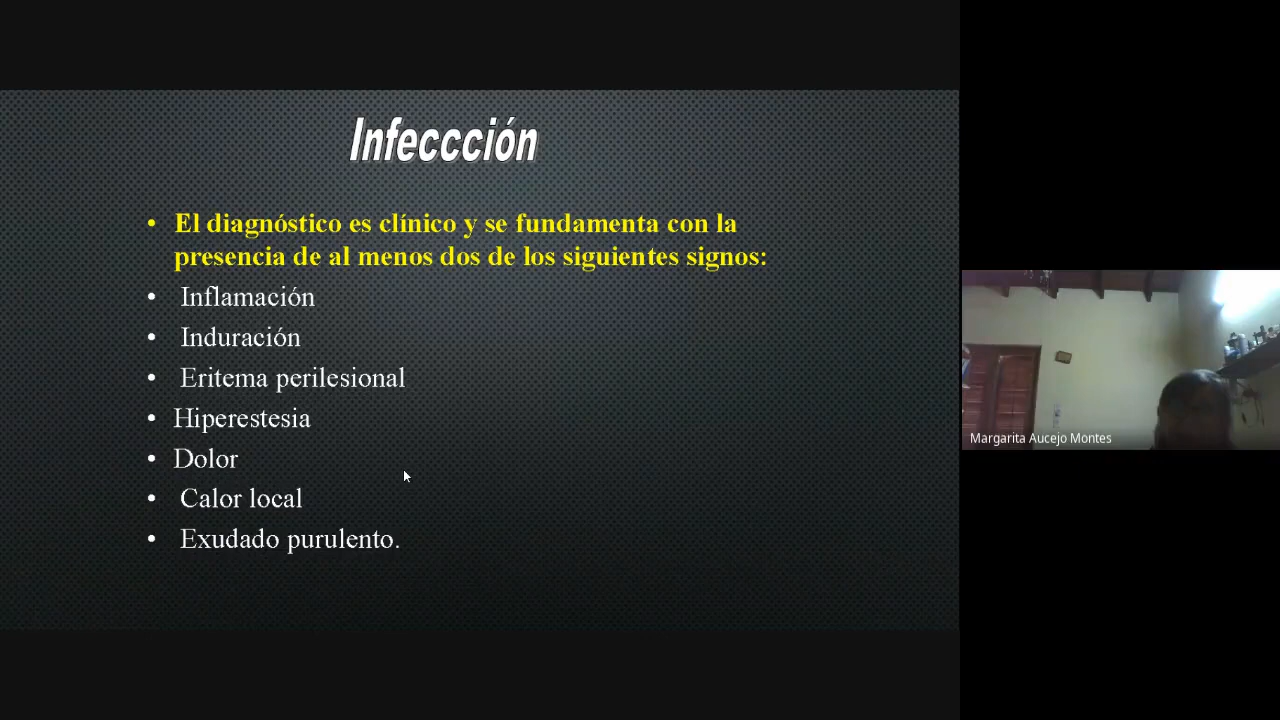 Infeccción
• El diagnóstico es clínico y se fundamenta con la
presencia de al menos dos de los siguientes signos:
• Inflamación
• Induración
• Eritema perilesional
• Hiperestesia
• Dolor
• Calor local
• Exudado purulento.
Margarita Aucejo Montes